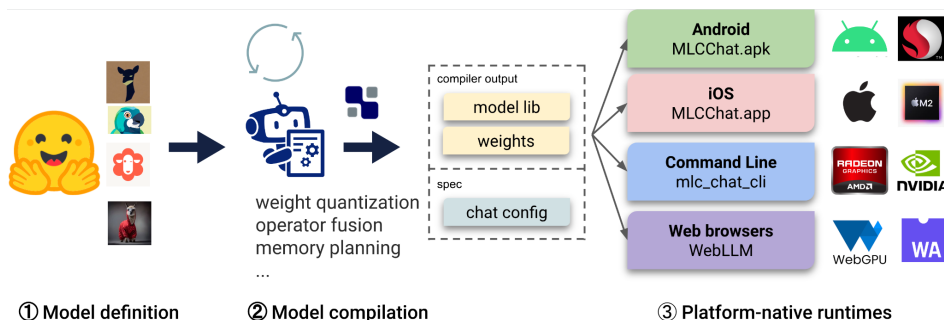 compiler output
model lib
weights
spec
chat config
weight quantization
operator fusion
memory planning
...
Android
MLCChat.apk
iOS
MLCChat.app
M2
Command Line
mlc_chat_cli
RADEON
GRAPHICS
AMD
NVIDIA
Web browsers
WebLLM
WebGPU
WA
① Model definition
② Model compilation
③ Platform-native runtimes